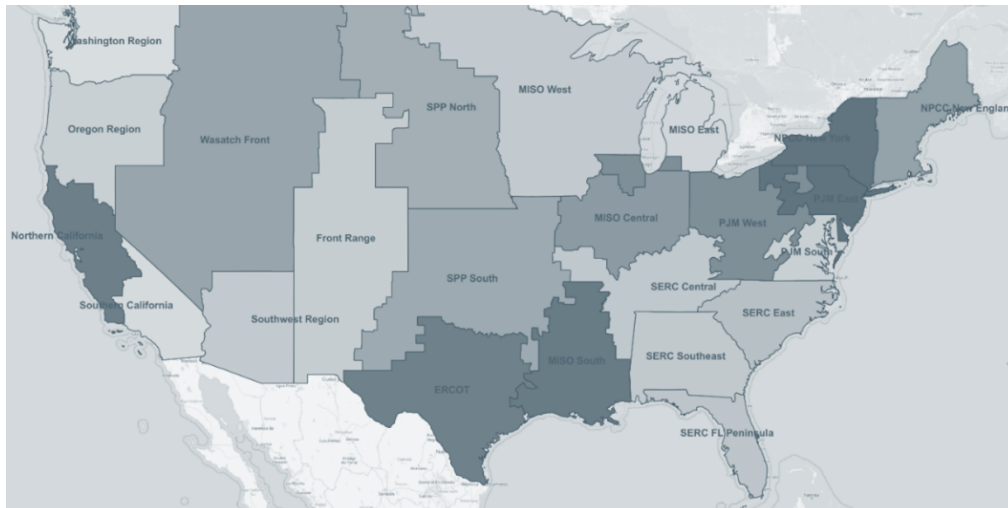 Washington Region
Oregon Region
Wasatch Front
SPP North
MISO West
MISO East
NPCC New York
NPCC New England
Northern California
Front Range
MISO Central
PJM West
PJM East
PJM South
Southern California
Southwest Region
SPP South
SERC Central
SERC East
ERCOT
MISO South
SERC Southeast
SERC FL Peninsula